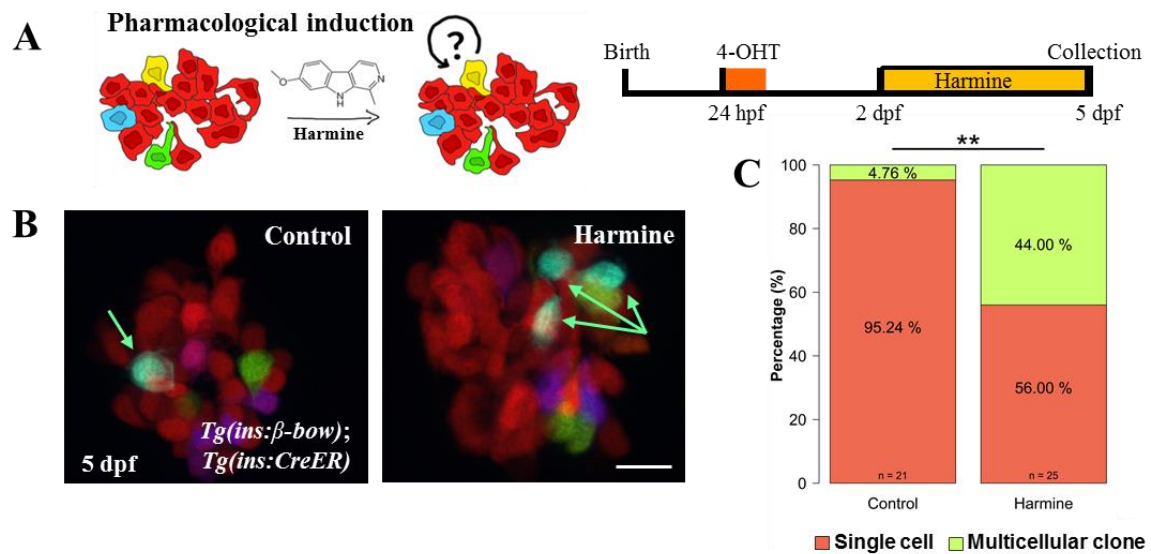 A
Pharmacological induction
?
O
N
H
N
Harmine
Birth
4-OHT
Collection
Harmine
24 hpf
2 dpf
5 dpf
B
Control
5 dpf
Tg(ins:β-bow);
Tg(ins:CreER)
Harmine
C
**
Percentage (%)
100
80
60
40
20
0
4.76 %
95.24 %
n = 21
44.00 %
56.00 %
n = 25
Control
Harmine
Single cell
Multicellular clone